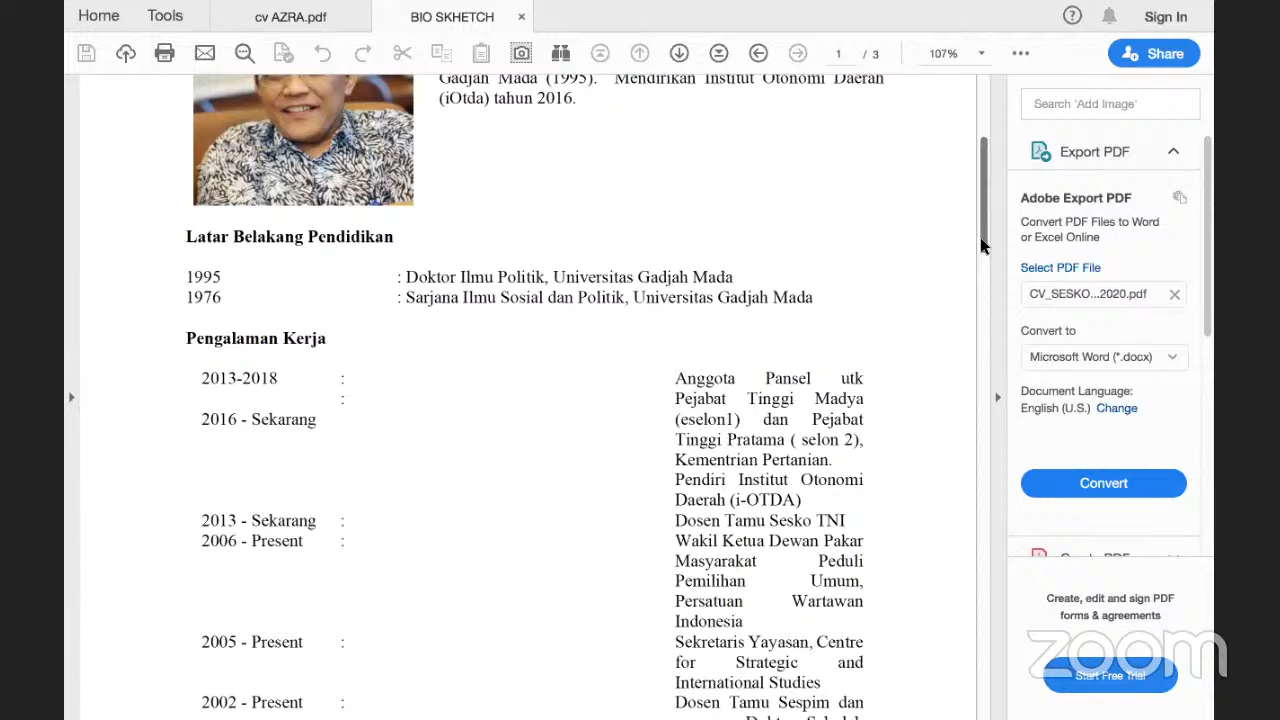 Home Tools cv AZRA.pdf BIO SKHETCH × Sign In
1 / 3 107% Share
Gadjah Mada (1995). Mendirikan Institut Otonomi Daerah
(iOtda) tahun 2016.
Latar Belakang Pendidikan
1995 : Doktor Ilmu Politik, Universitas Gadjah Mada
1976 : Sarjana Ilmu Sosial dan Politik, Universitas Gadjah Mada
Pengalaman Kerja
2013-2018 : Anggota Pansel utk
: Pejabat Tinggi Madya
2016 - Sekarang (eselon1) dan Pejabat
Tinggi Pratama ( selon 2),
Kementrian Pertanian.
Pendiri Institut Otonomi
Daerah (i-OTDA)
2013 - Sekarang : Dosen Tamu Sesko TNI
2006 - Present : Wakil Ketua Dewan Pakar
Masyarakat Peduli
Pemilihan Umum,
Persatuan Wartawan
Indonesia
2005 - Present : Sekretaris Yayasan, Centre
for Strategic and
International Studies
2002 - Present : Dosen Tamu Sespim dan
Search 'Add Image'
Export PDF
Adobe Export PDF
Convert PDF Files to Word
or Excel Online
Select PDF File
CV_SESKO...2020.pdf
Convert to
Microsoft Word (*.docx)
Document Language:
English (U.S.) Change
Convert
Create, edit and sign PDF
forms & agreements
Start Free Trial
zoom